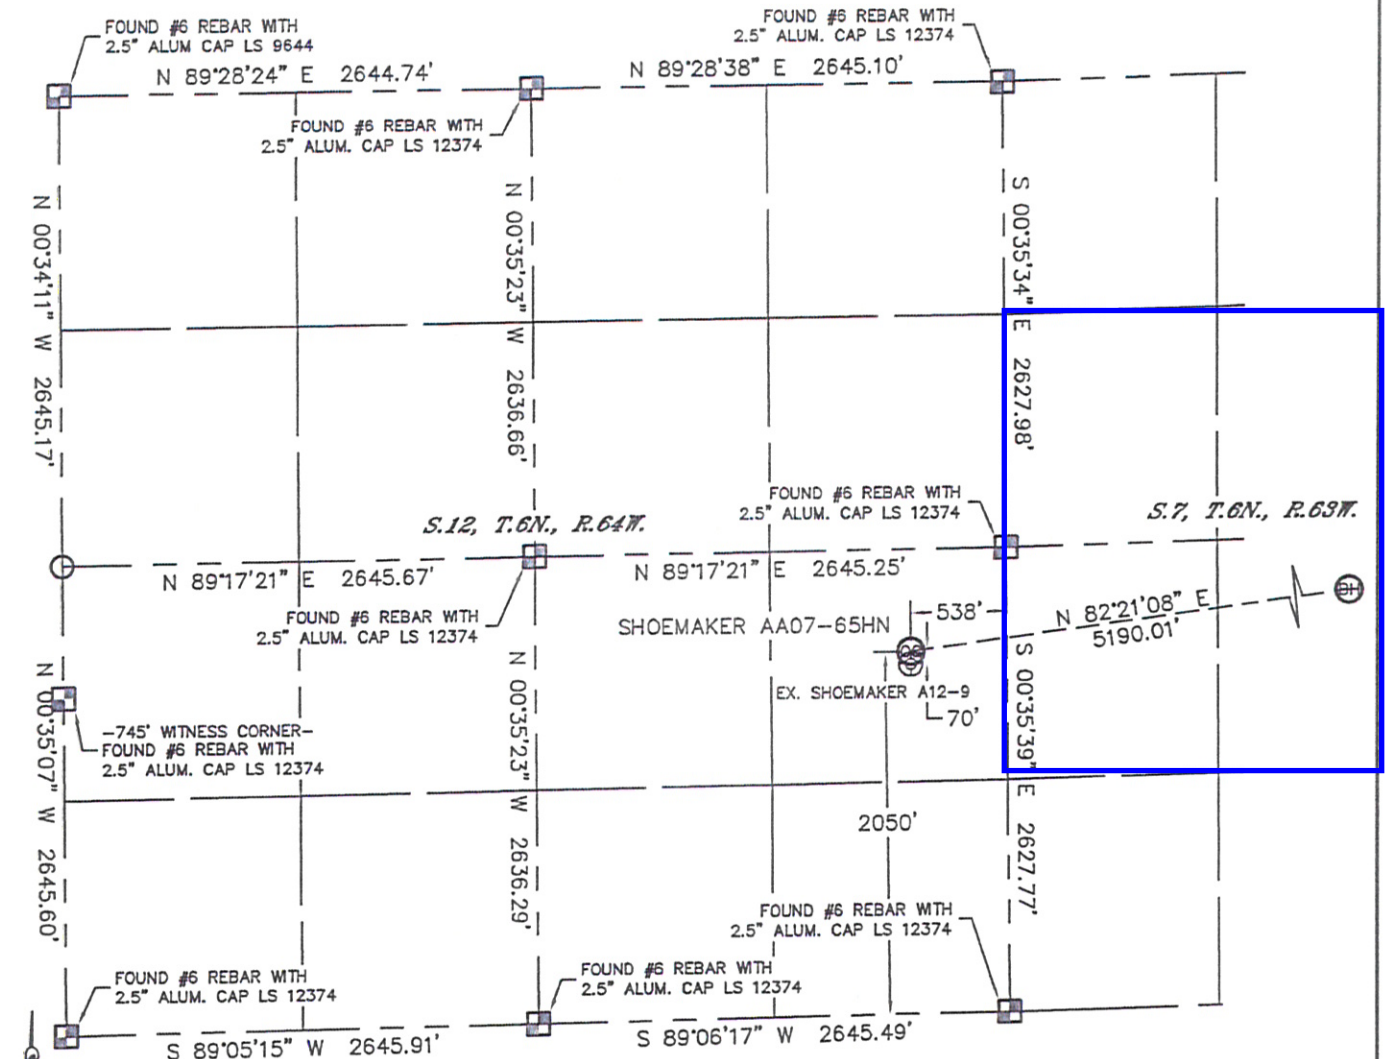 FOUND #6 REBAR WITH
2.5" ALUM CAP LS 9644
FOUND #6 REBAR WITH
2.5" ALUM. CAP LS 12374
N 89°28'24" E 2644.74'
N 89°28'38" E 2645.10'
FOUND #6 REBAR WITH
2.5" ALUM. CAP LS 12374
N 00°34'11" W 2645.17'
N 00°35'23" W 2636.66'
S 00°35'34" E 2627.98'
FOUND #6 REBAR WITH
2.5" ALUM. CAP LS 12374
S.12, T.6N., R.64W.
S.7, T.6N., R.63W.
N 89°17'21" E 2645.67'
N 89°17'21" E 2645.25'
FOUND #6 REBAR WITH
2.5" ALUM. CAP LS 12374
SHOEMAKER AA07-65HN
538'
N 82°21'08" E
5190.01'
EX. SHOEMAKER A12-9
70'
N 00°35'07" W 2645.60'
-745' WITNESS CORNER-
FOUND #6 REBAR WITH
2.5" ALUM. CAP LS 12374
N 00°35'23" W 2636.29'
S 00°35'39" E 2627.77'
2050'
FOUND #6 REBAR WITH
2.5" ALUM. CAP LS 12374
FOUND #6 REBAR WITH
2.5" ALUM. CAP LS 12374
FOUND #6 REBAR WITH
2.5" ALUM. CAP LS 12374
S 89°05'15" W 2645.91'
S 89°06'17" W 2645.49'